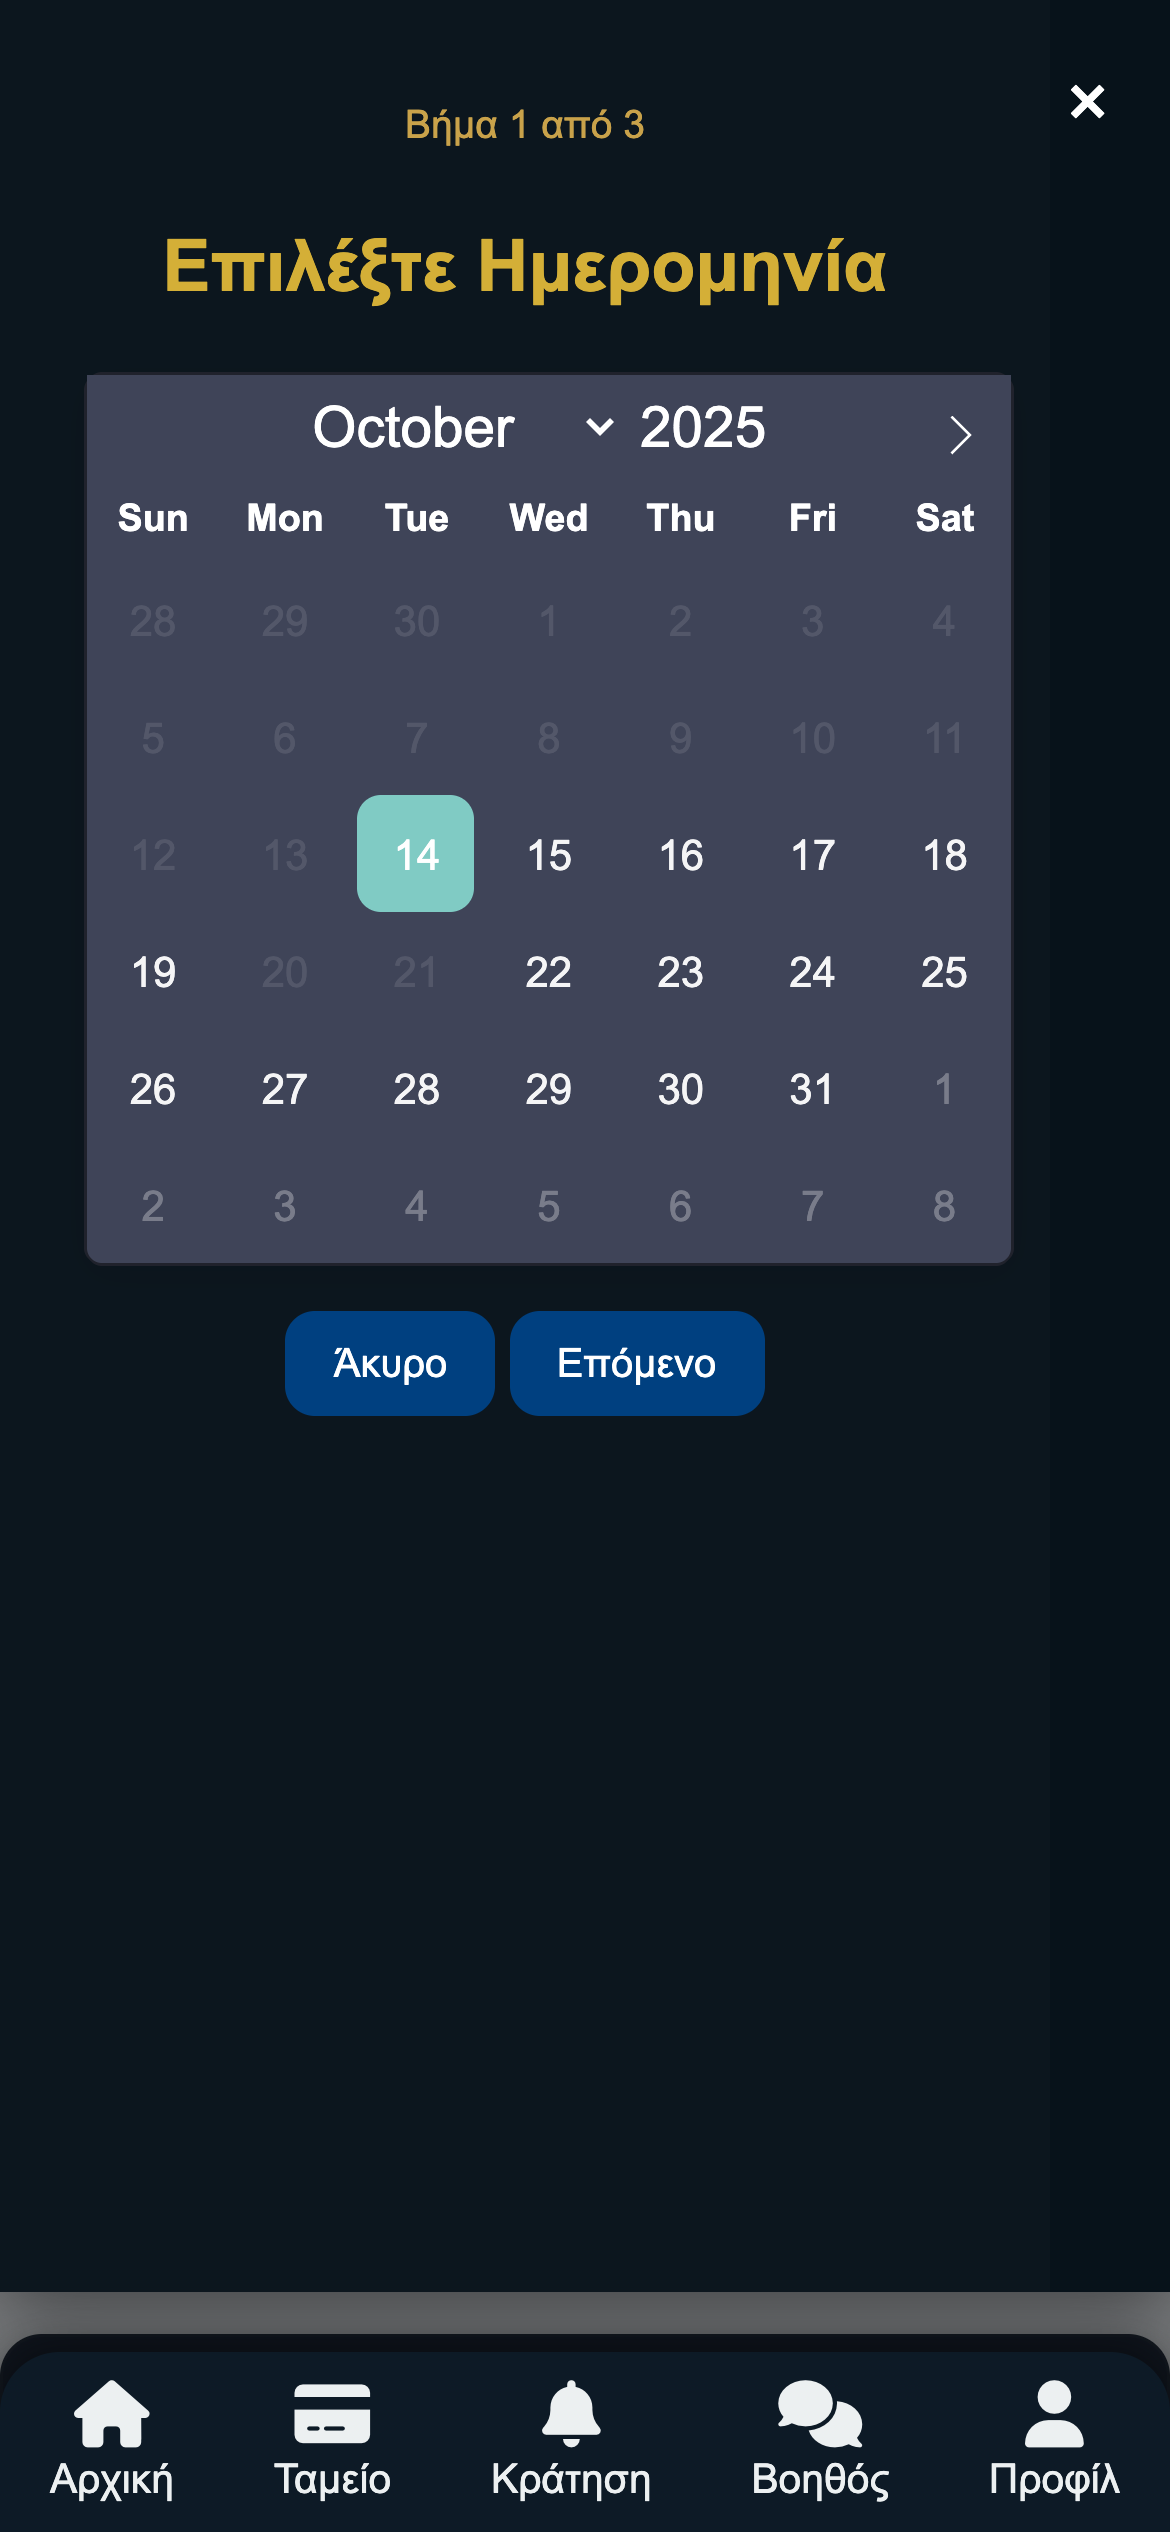 Βήμα 1 από 3
Επιλέξτε Ημερομηνία
October 2025
Sun Mon Tue Wed Thu Fri Sat
28 29 30 1 2 3 4
5 6 7 8 9 10 11
12 13 14 15 16 17 18
19 20 21 22 23 24 25
26 27 28 29 30 31 1
2 3 4 5 6 7 8
Άκυρο Επόμενο
Αρχική Ταμείο Κράτηση Βοηθός Προφίλ